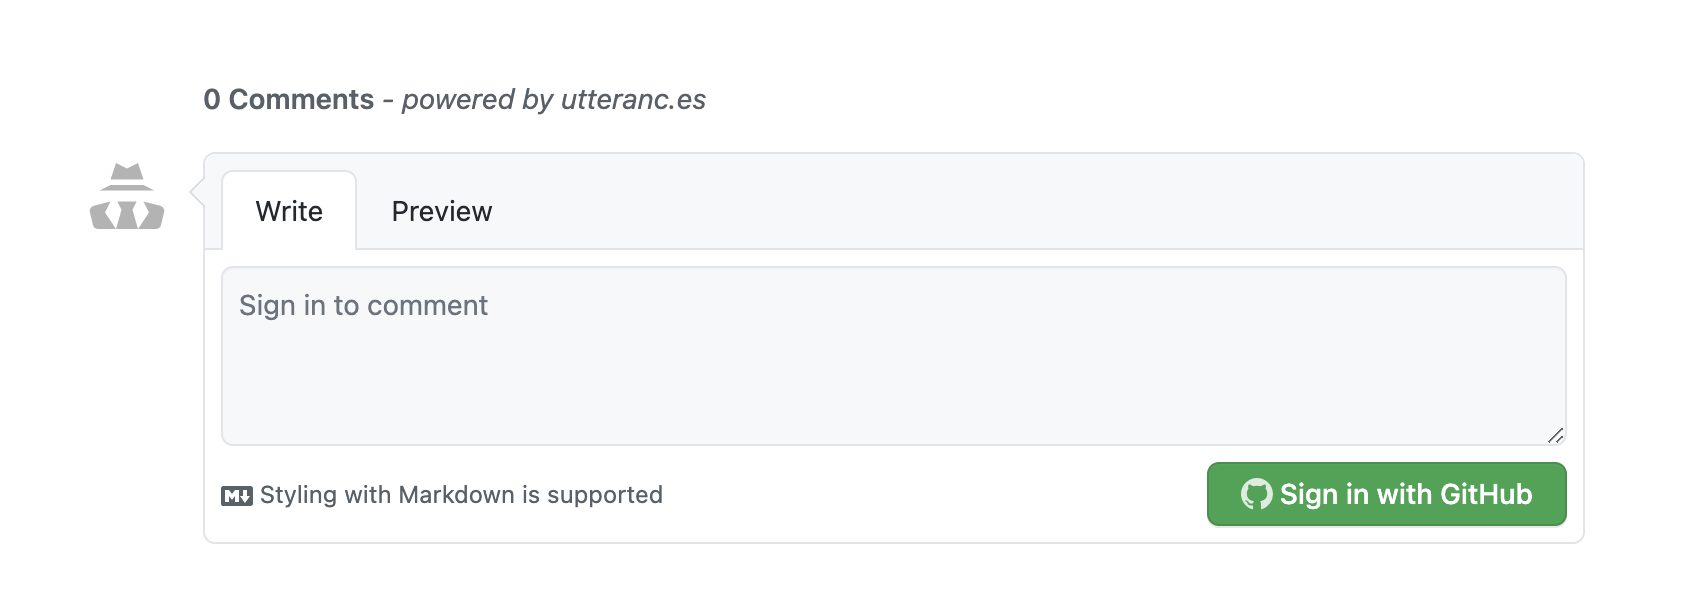 0 Comments - powered by utteranc.es
Write Preview
Sign in to comment
M Styling with Markdown is supported
Sign in with GitHub